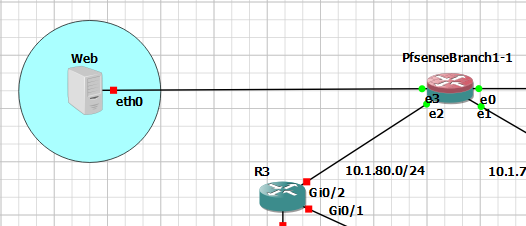 Web
PfsenseBranch1-1
eth0
e3
e0
e2
e1
R3
10.1.80.0/24
10.1.7
Gi0/2
Gi0/1